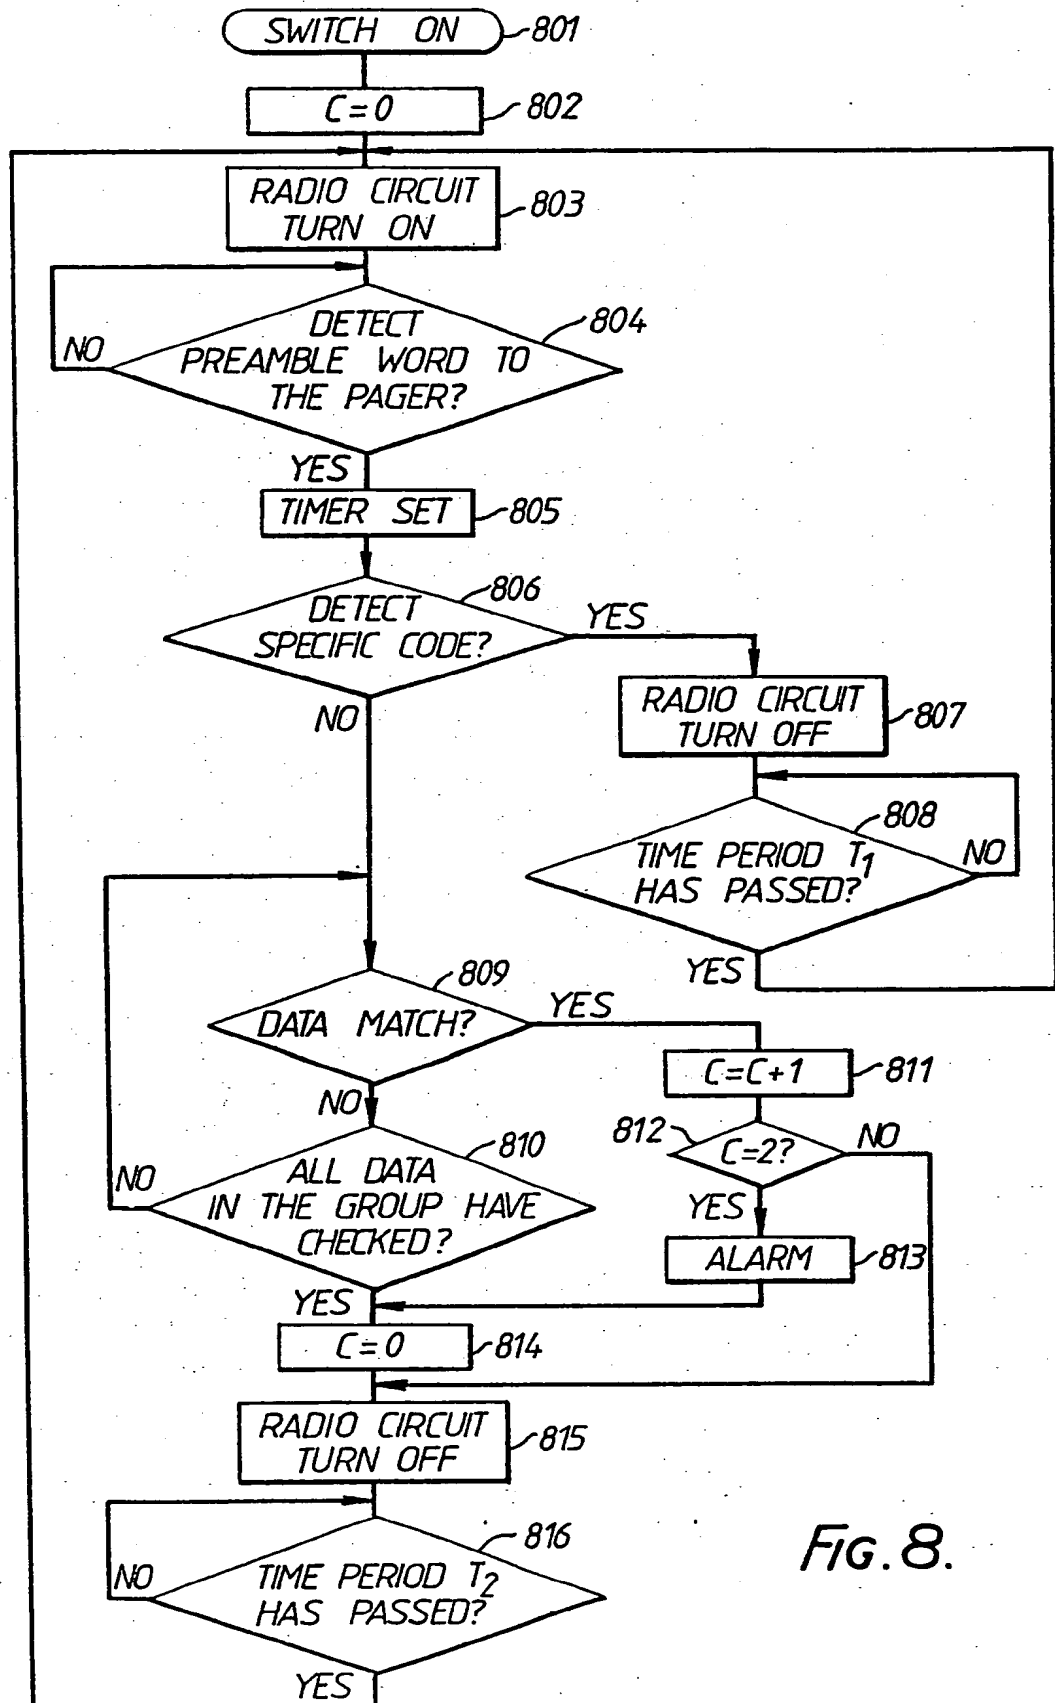 SWITCH ON
801
C=0
802
RADIO CIRCUIT
TURN ON
803
DETECT
PREAMBLE WORD TO
THE PAGER?
804
NO
YES
TIMER SET
805
DETECT
SPECIFIC CODE?
806
YES
NO
RADIO CIRCUIT
TURN OFF
807
TIME PERIOD T1
HAS PASSED?
808
NO
YES
DATA MATCH?
809
YES
NO
C=C+1
811
812
C=2?
NO
YES
ALARM
813
ALL DATA
IN THE GROUP HAVE
CHECKED?
810
NO
YES
C=0
814
RADIO CIRCUIT
TURN OFF
815
TIME PERIOD T2
HAS PASSED?
816
NO
YES
FIG. 8.